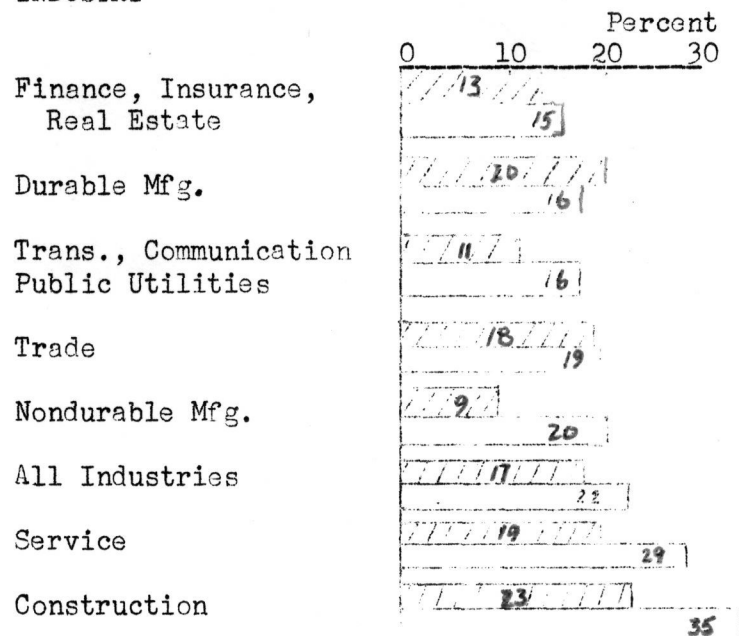 Percent
0 10 20 30
Finance, Insurance, 13
Real Estate 15
Durable Mfg. 20
16
Trans., Communication 11
Public Utilities 16
Trade 18
19
Nondurable Mfg. 9
20
All Industries 17
22
Service 19
29
Construction 23
35